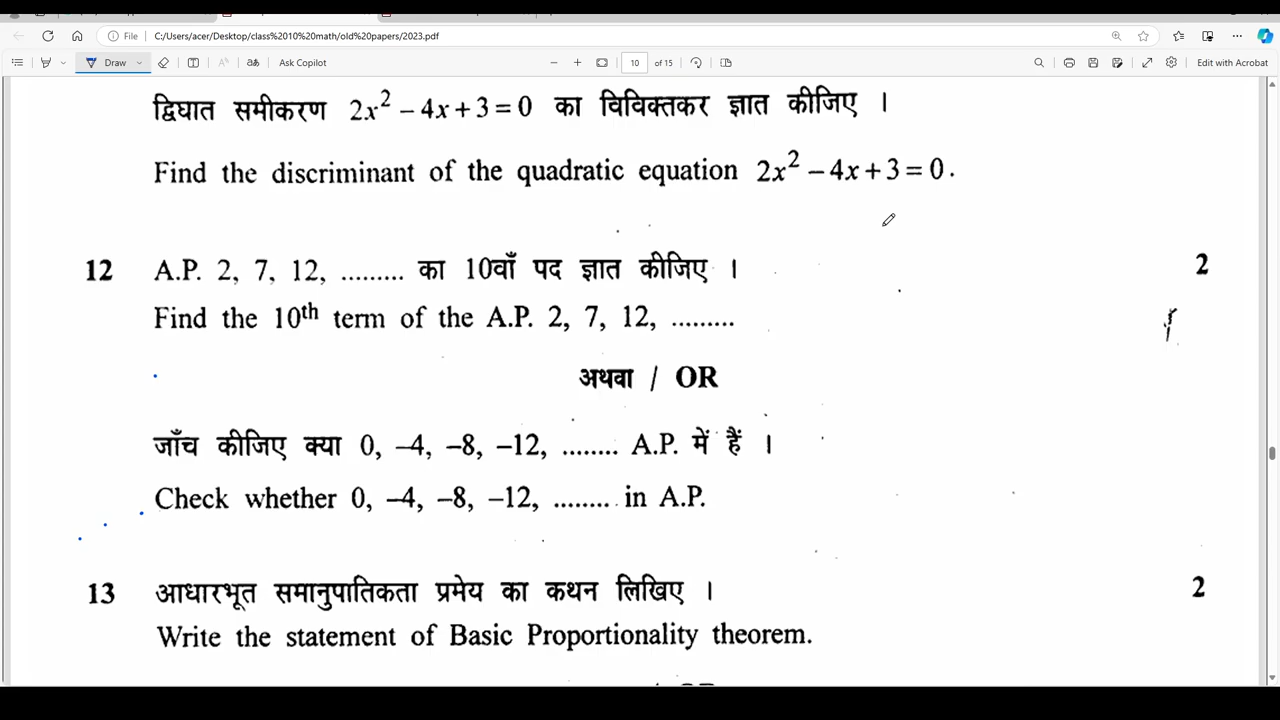 File C:/Users/acer/Desktop/class%2010%20math/old%20papers/2023.pdf
Draw Ask Copilot 10 of 15 Edit with Acrobat
द्विघात समीकरण 2x² – 4x + 3 = 0 का विविक्तकर ज्ञात कीजिए ।
Find the discriminant of the quadratic equation 2x² – 4x + 3 = 0.
12 A.P. 2, 7, 12, ......... का 10वाँ पद ज्ञात कीजिए । 2
Find the 10th term of the A.P. 2, 7, 12, .........
अथवा / OR
जाँच कीजिए क्या 0, –4, –8, –12, ........ A.P. में हैं ।
Check whether 0, –4, –8, –12, ........ in A.P.
13 आधारभूत समानुपातिकता प्रमेय का कथन लिखिए । 2
Write the statement of Basic Proportionality theorem.